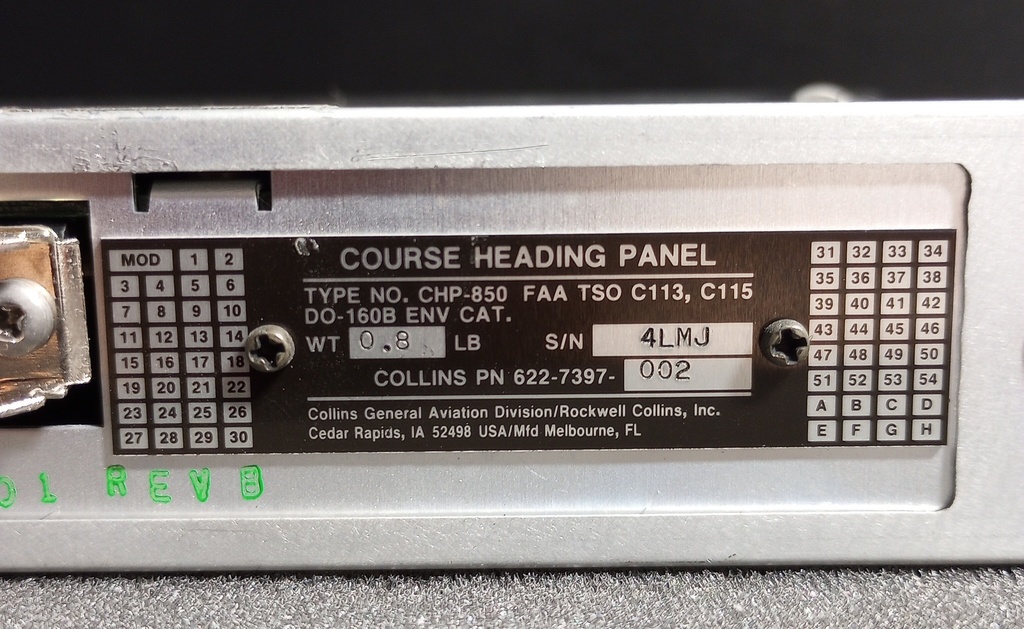 COURSE HEADING PANEL
TYPE NO. CHP-850 FAA TSO C113, C115
DO-160B ENV CAT.
WT 0.8 LB S/N 4LMJ
COLLINS PN 622-7397- 002
Collins General Aviation Division/Rockwell Collins, Inc.
Cedar Rapids, IA 52498 USA/Mfd Melbourne, FL
MOD 1 2
3 4 5 6
7 8 9 10
11 12 13 14
15 16 17 18
19 20 21 22
23 24 25 26
27 28 29 30
31 32 33 34
35 36 37 38
39 40 41 42
43 44 45 46
47 48 49 50
51 52 53 54
A B C D
E F G H
01 REV B